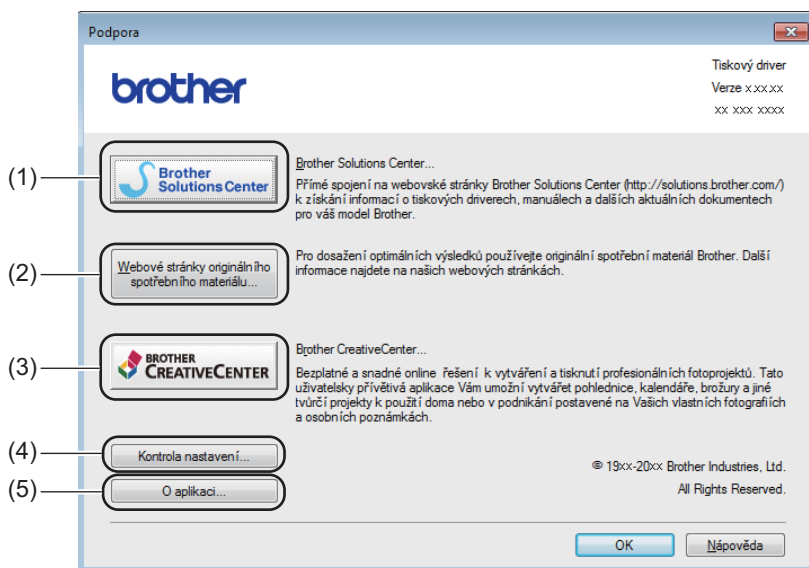 Podpora
brother
Tiskový driver
Verze x.xx.xx
xx xxx xxxx
(1)
Brother
Solutions Center
Brother Solutions Center...
Přímé spojení na webovské stránky Brother Solutions Center (http://solutions.brother.com/)
k získání informací o tiskových driverech, manuálech a dalších aktuálních dokumentech
pro váš model Brother.
(2)
Webové stránky originálního
spotřebního materiálu...
Pro dosažení optimálních výsledků používejte originální spotřební materiál Brother. Další
informace najdete na našich webových stránkách.
(3)
BROTHER
CREATIVECENTER
Brother CreativeCenter...
Bezplatné a snadné online řešení k vytváření a tisknutí profesionálních fotoprojektů. Tato
uživatelsky přívětivá aplikace Vám umožní vytvářet pohlednice, kalendáře, brožury a jiné
tvůrčí projekty k použití doma nebo v podnikání postavené na Vašich vlastních fotografiích
a osobních poznámkách.
(4)
Kontrola nastavení...
(5)
O aplikaci...
© 19xx-20xx Brother Industries, Ltd.
All Rights Reserved.
OK
Nápověda